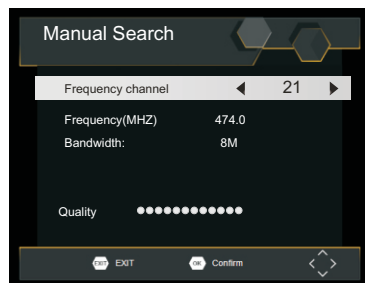 Manual Search
Frequency channel 21
Frequency(MHZ) 474.0
Bandwidth: 8M
Quality
EXIT EXIT OK Confirm